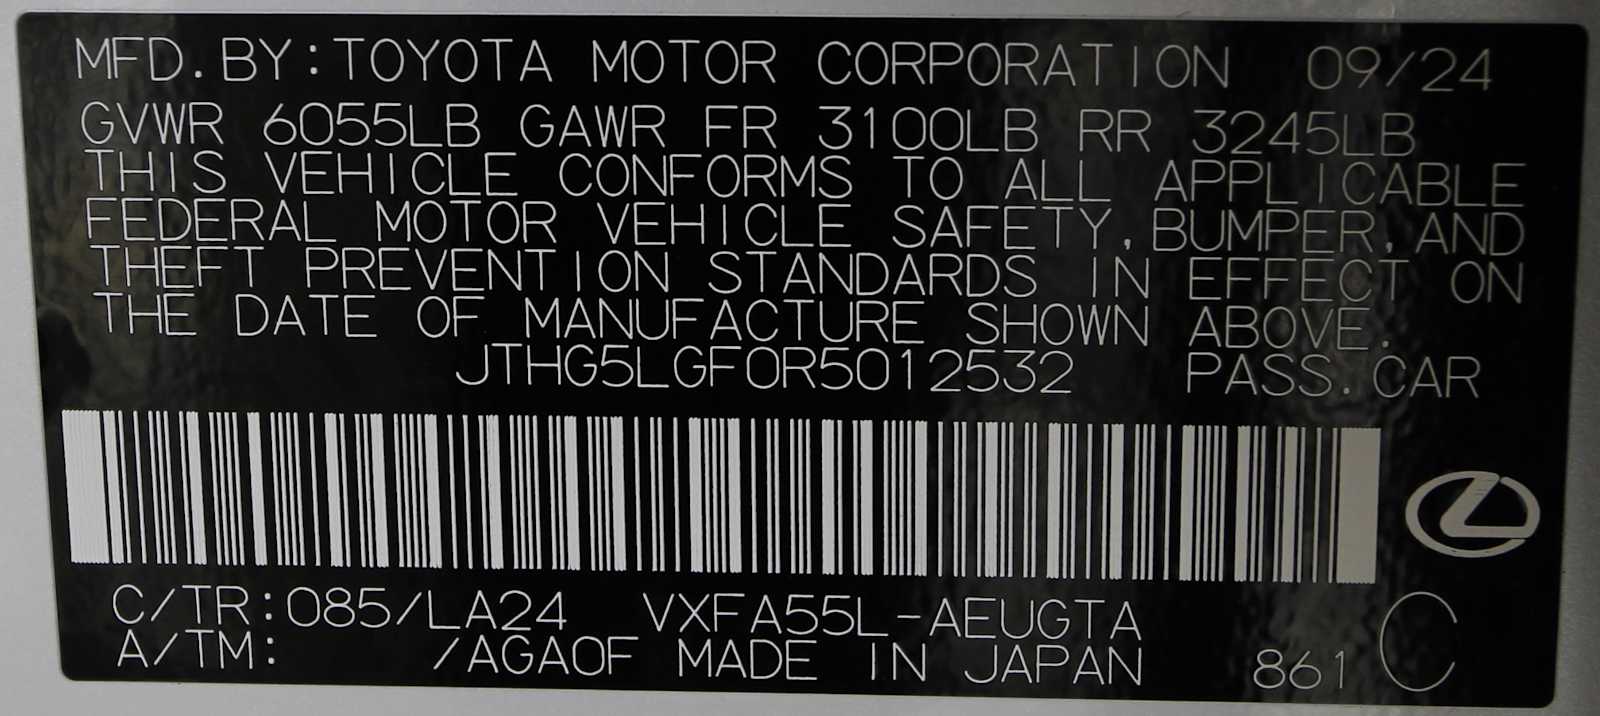 MFD. BY: TOYOTA MOTOR CORPORATION 09/24
GVWR 6055LB GAWR FR 3100LB RR 3245LB
THIS VEHICLE CONFORMS TO ALL APPLICABLE
FEDERAL MOTOR VEHICLE SAFETY, BUMPER, AND
THEFT PREVENTION STANDARDS IN EFFECT ON
THE DATE OF MANUFACTURE SHOWN ABOVE.
JTHG5LGF0R5012532 PASS. CAR
C/TR: 085/LA24 VXFA55L-AEUGTA
A/TM: /AGA0F MADE IN JAPAN 861 C